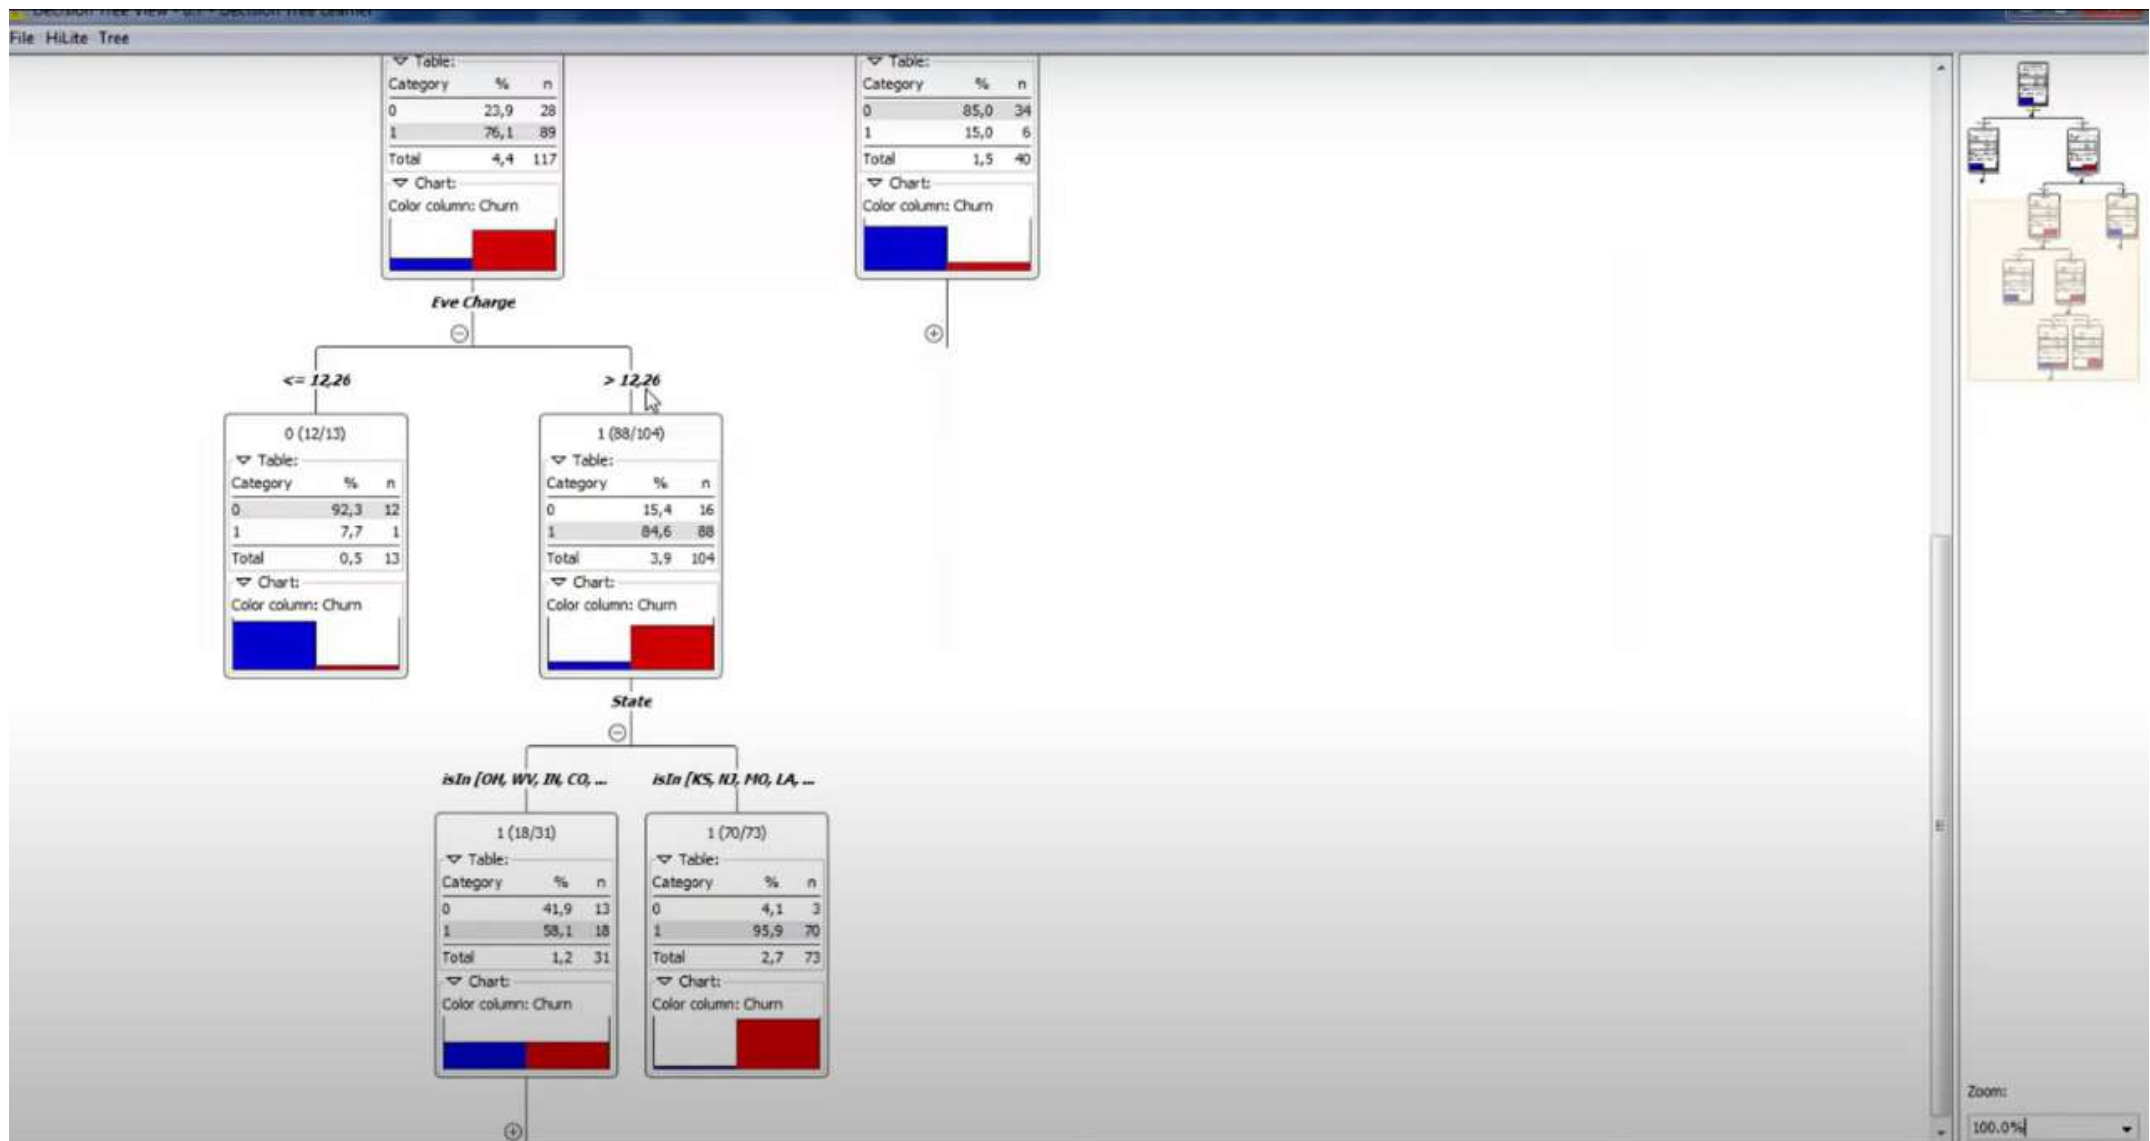 File HiLite Tree
Table:
Category % n
0 23,9 28
1 76,1 89
Total 4,4 117
Chart:
Color column: Churn
Table:
Category % n
0 85,0 34
1 15,0 6
Total 1,5 40
Chart:
Color column: Churn
Eve Charge
<= 12,26
> 12,26
0 (12/13)
Table:
Category % n
0 92,3 12
1 7,7 1
Total 0,5 13
Chart:
Color column: Churn
1 (88/104)
Table:
Category % n
0 15,4 16
1 84,6 88
Total 3,9 104
Chart:
Color column: Churn
State
isIn [OH, WV, IN, CO, ...
isIn [KS, NJ, MO, LA, ...
1 (18/31)
Table:
Category % n
0 41,9 13
1 58,1 18
Total 1,2 31
Chart:
Color column: Churn
1 (70/73)
Table:
Category % n
0 4,1 3
1 95,9 70
Total 2,7 73
Chart:
Color column: Churn
Zoom:
100.0%